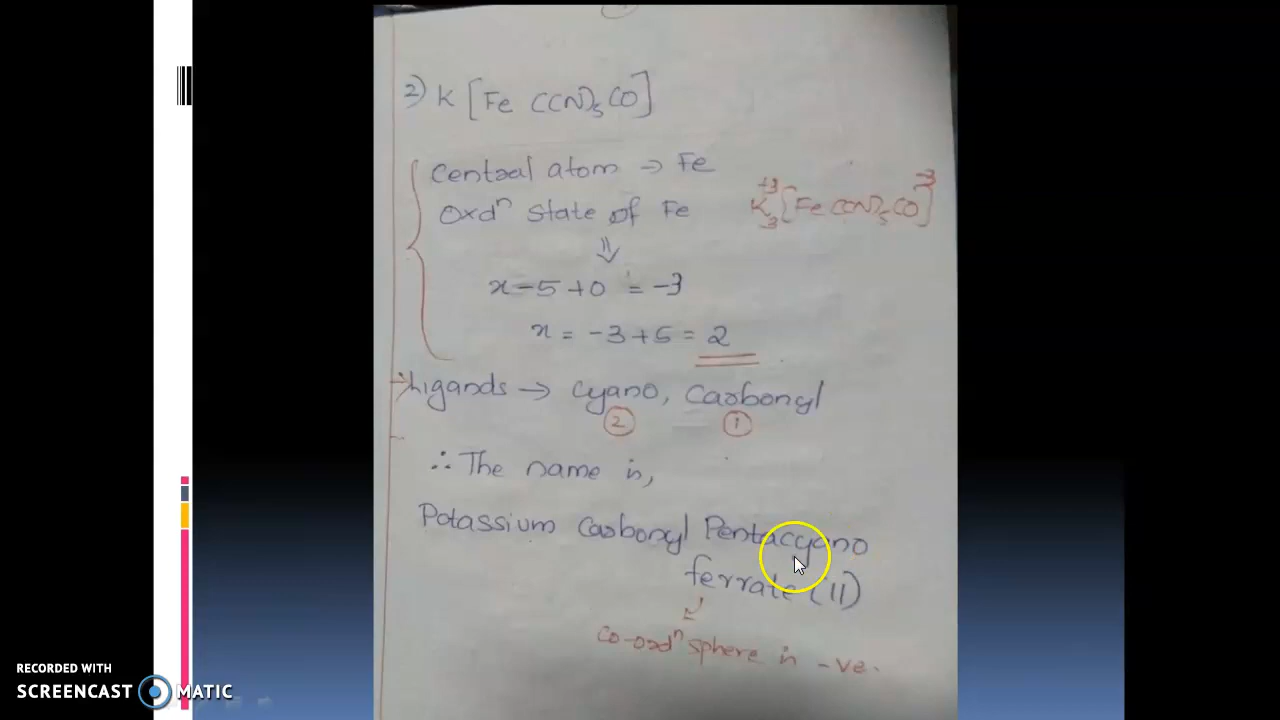 2) K [Fe (CN)5 CO]
Central atom → Fe
Oxdn state of Fe
K3 [Fe (CN)5 CO]
+3 -3
⇓
x - 5 + 0 = -3
x = -3 + 5 = 2
Ligands → Cyano, Carbonyl
2 1
∴ The name is,
Potassium Carbonyl Pentacyano
ferrate (II)
Co-oxdn sphere is -ve.
RECORDED WITH
SCREENCAST MATIC